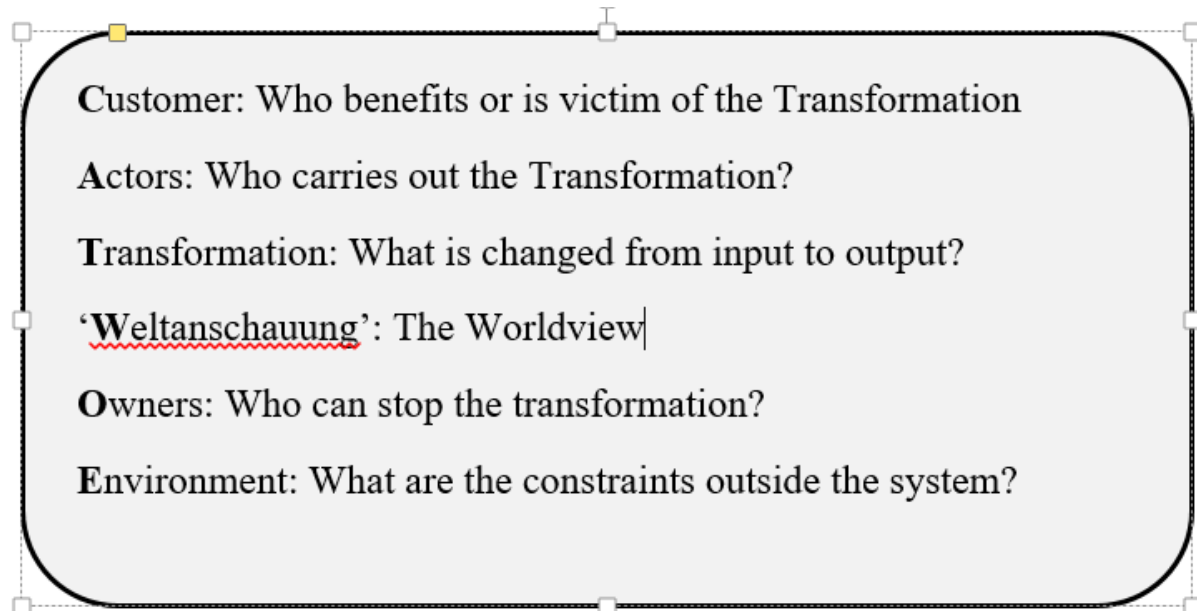 Customer: Who benefits or is victim of the Transformation
Actors: Who carries out the Transformation?
Transformation: What is changed from input to output?
‘Weltanschauung’: The Worldview
Owners: Who can stop the transformation?
Environment: What are the constraints outside the system?